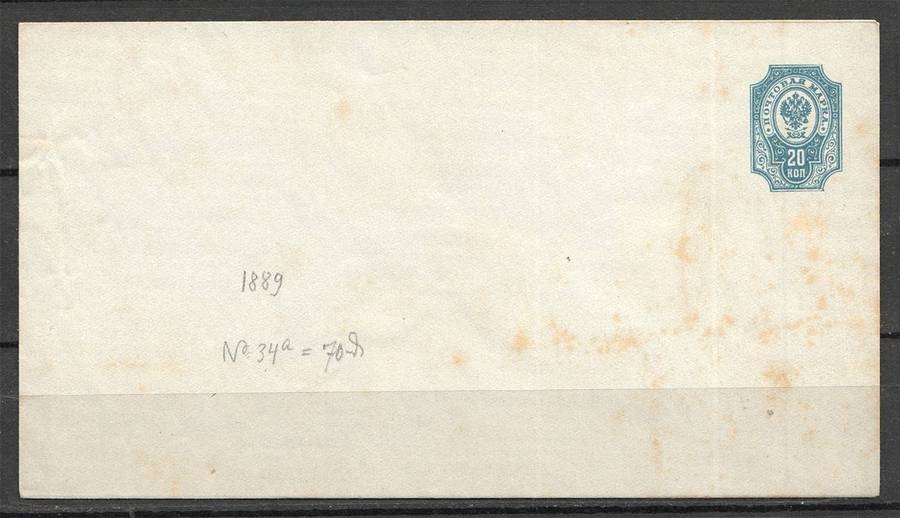 ПОЧТОВАЯ МАРКА
20
КОП
1889
№ 34a = 70